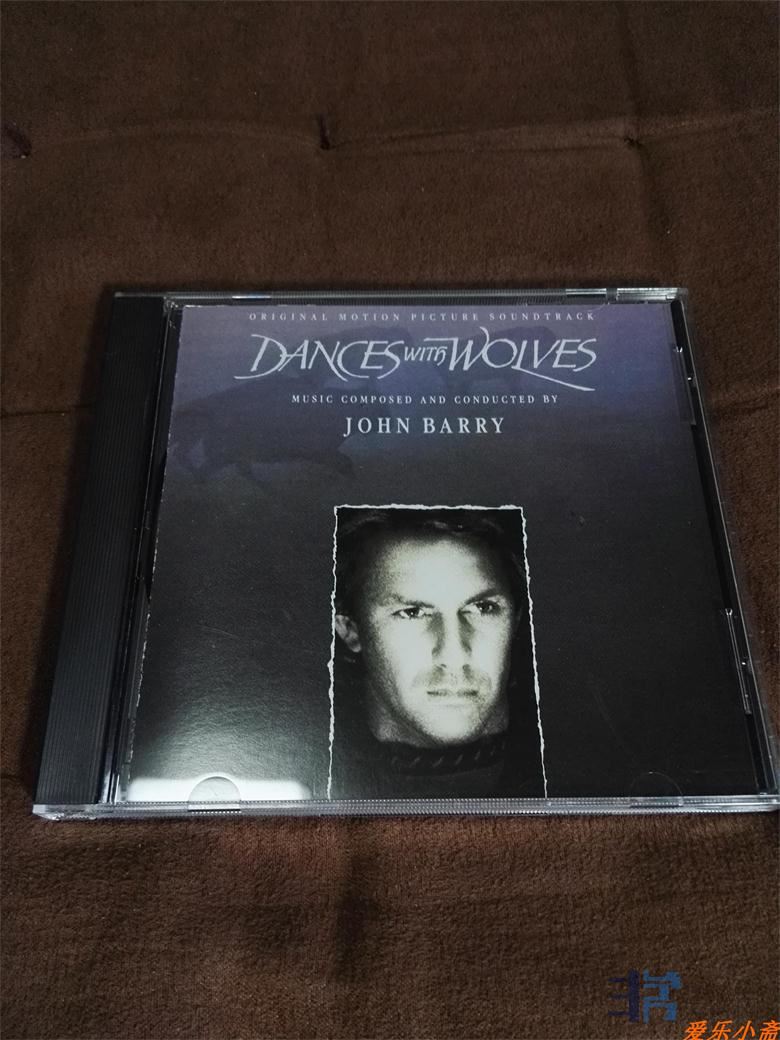 ORIGINAL MOTION PICTURE SOUNDTRACK
DANCES WITH WOLVES
MUSIC COMPOSED AND CONDUCTED BY
JOHN BARRY
爱乐小斋